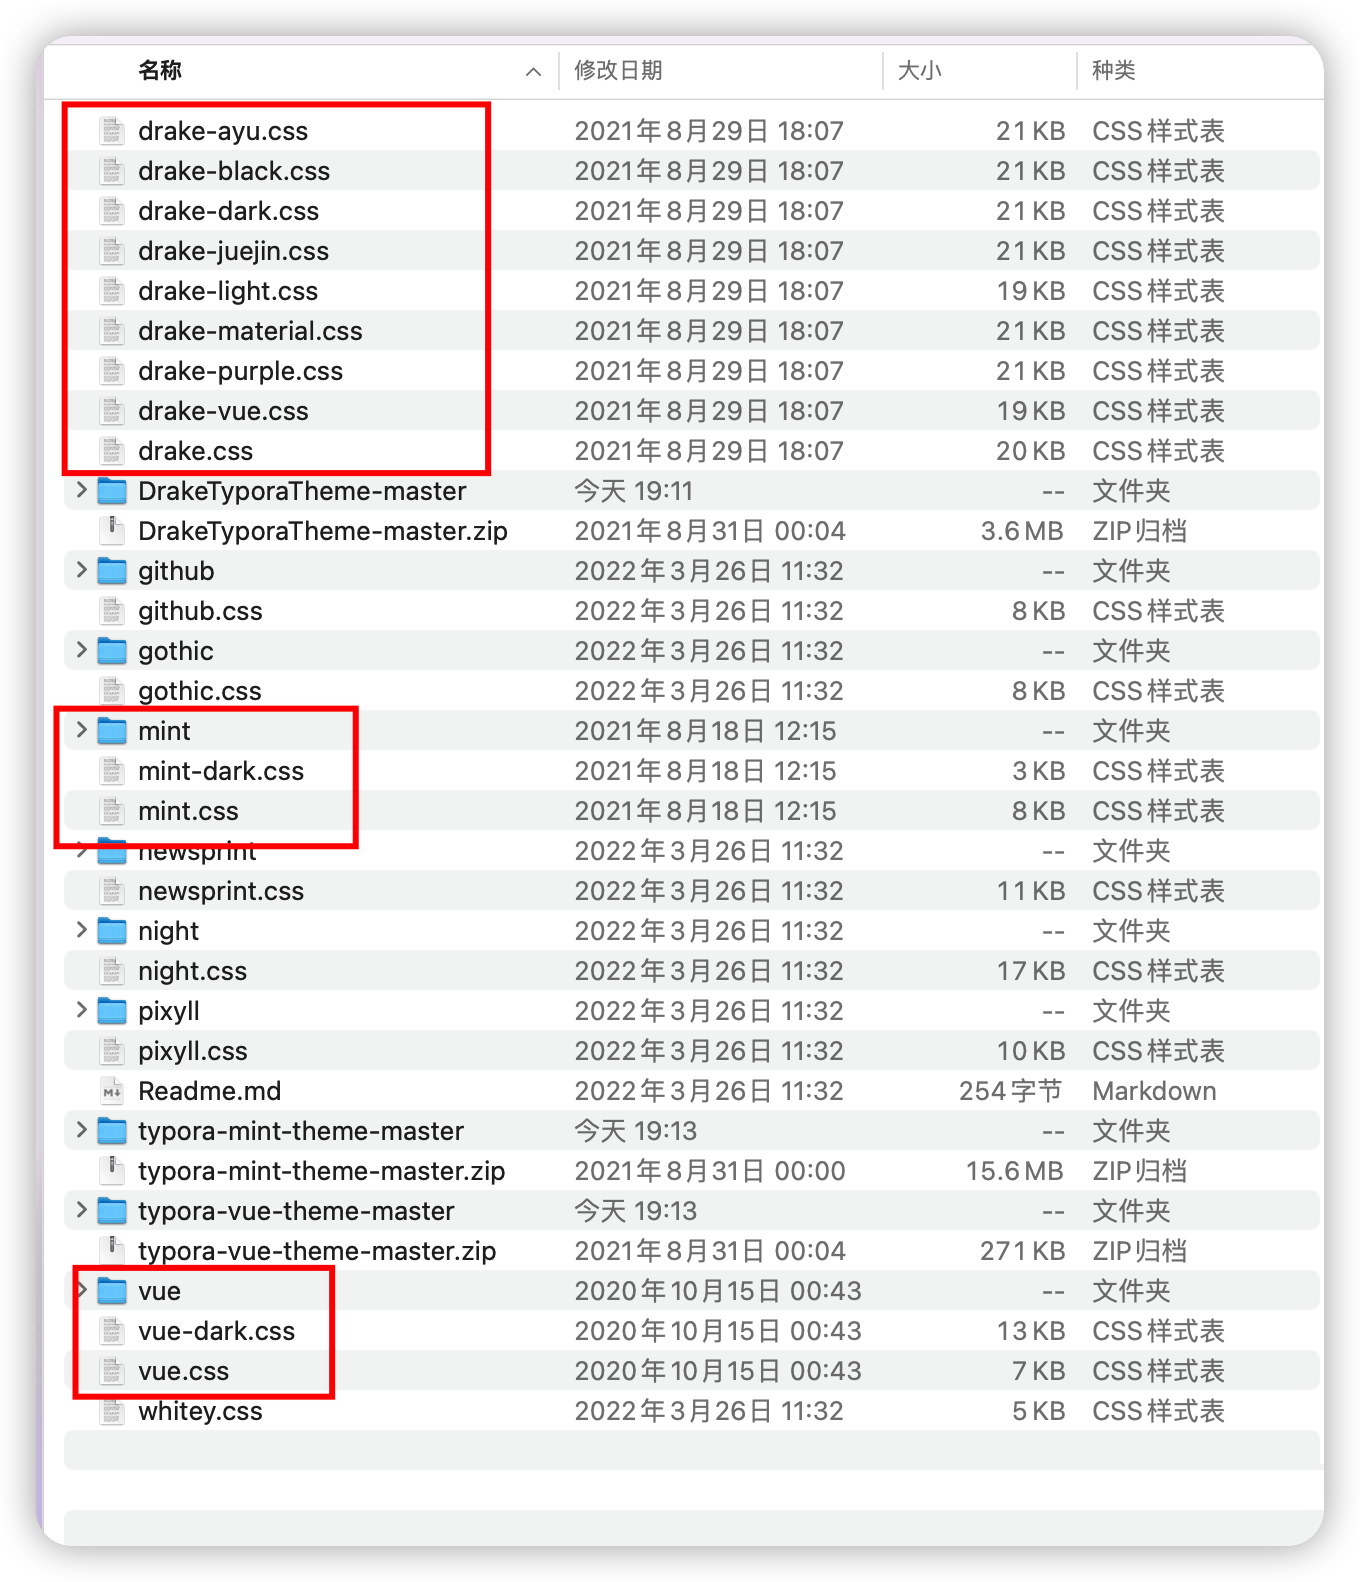 名称 修改日期 大小 种类
drake-ayu.css 2021年8月29日 18:07 21 KB CSS样式表
drake-black.css 2021年8月29日 18:07 21 KB CSS样式表
drake-dark.css 2021年8月29日 18:07 21 KB CSS样式表
drake-juejin.css 2021年8月29日 18:07 21 KB CSS样式表
drake-light.css 2021年8月29日 18:07 19 KB CSS样式表
drake-material.css 2021年8月29日 18:07 21 KB CSS样式表
drake-purple.css 2021年8月29日 18:07 21 KB CSS样式表
drake-vue.css 2021年8月29日 18:07 19 KB CSS样式表
drake.css 2021年8月29日 18:07 20 KB CSS样式表
DrakeTyporaTheme-master 今天 19:11 -- 文件夹
DrakeTyporaTheme-master.zip 2021年8月31日 00:04 3.6 MB ZIP归档
github 2022年3月26日 11:32 -- 文件夹
github.css 2022年3月26日 11:32 8 KB CSS样式表
gothic 2022年3月26日 11:32 -- 文件夹
gothic.css 2022年3月26日 11:32 8 KB CSS样式表
mint 2021年8月18日 12:15 -- 文件夹
mint-dark.css 2021年8月18日 12:15 3 KB CSS样式表
mint.css 2021年8月18日 12:15 8 KB CSS样式表
newsprint 2022年3月26日 11:32 -- 文件夹
newsprint.css 2022年3月26日 11:32 11 KB CSS样式表
night 2022年3月26日 11:32 -- 文件夹
night.css 2022年3月26日 11:32 17 KB CSS样式表
pixyll 2022年3月26日 11:32 -- 文件夹
pixyll.css 2022年3月26日 11:32 10 KB CSS样式表
Readme.md 2022年3月26日 11:32 254字节 Markdown
typora-mint-theme-master 今天 19:13 -- 文件夹
typora-mint-theme-master.zip 2021年8月31日 00:00 15.6 MB ZIP归档
typora-vue-theme-master 今天 19:13 -- 文件夹
typora-vue-theme-master.zip 2021年8月31日 00:04 271 KB ZIP归档
vue 2020年10月15日 00:43 -- 文件夹
vue-dark.css 2020年10月15日 00:43 13 KB CSS样式表
vue.css 2020年10月15日 00:43 7 KB CSS样式表
whitey.css 2022年3月26日 11:32 5 KB CSS样式表